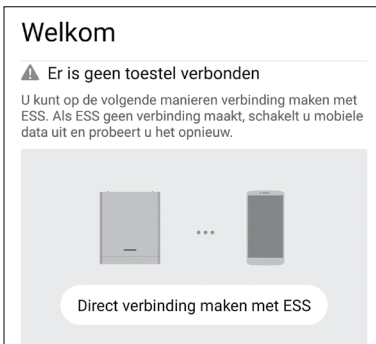 Welkom
Er is geen toestel verbonden
U kunt op de volgende manieren verbinding maken met
ESS. Als ESS geen verbinding maakt, schakelt u mobiele
data uit en probeert u het opnieuw.
Direct verbinding maken met ESS